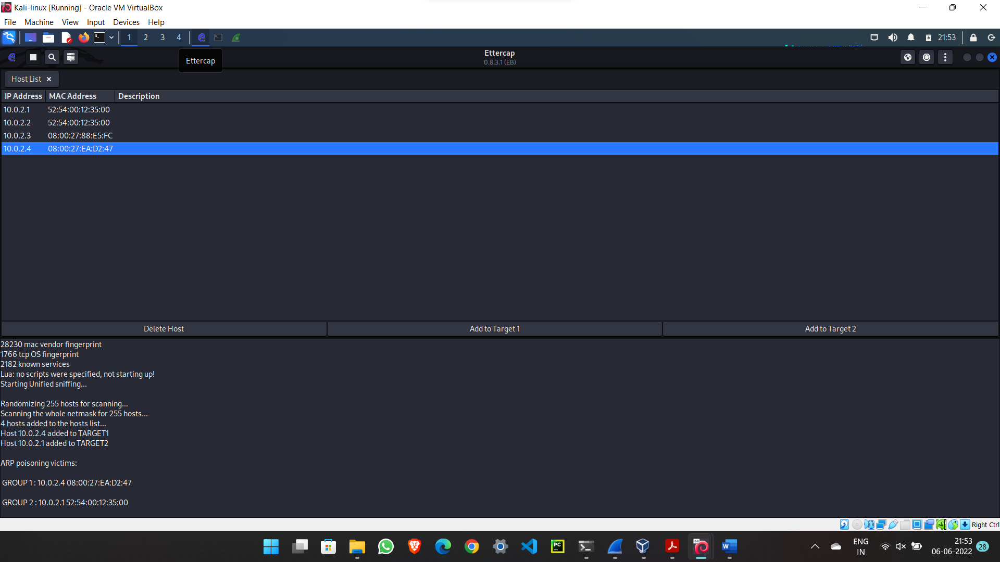 Kali-linux [Running] - Oracle VM VirtualBox
File Machine View Input Devices Help
1 2 3 4 21:53
Ettercap
0.8.3.1 (EB)
Ettercap
Host List ×
IP Address MAC Address Description
10.0.2.1 52:54:00:12:35:00
10.0.2.2 52:54:00:12:35:00
10.0.2.3 08:00:27:88:E5:FC
10.0.2.4 08:00:27:EA:D2:47
Delete Host Add to Target 1 Add to Target 2
28230 mac vendor fingerprint
1766 tcp OS fingerprint
2182 known services
Lua: no scripts were specified, not starting up!
Starting Unified sniffing...
Randomizing 255 hosts for scanning...
Scanning the whole netmask for 255 hosts...
4 hosts added to the hosts list...
Host 10.0.2.4 added to TARGET1
Host 10.0.2.1 added to TARGET2
ARP poisoning victims:
GROUP 1 : 10.0.2.4 08:00:27:EA:D2:47
GROUP 2 : 10.0.2.1 52:54:00:12:35:00
Right Ctrl
ENG
IN
21:53
06-06-2022
28